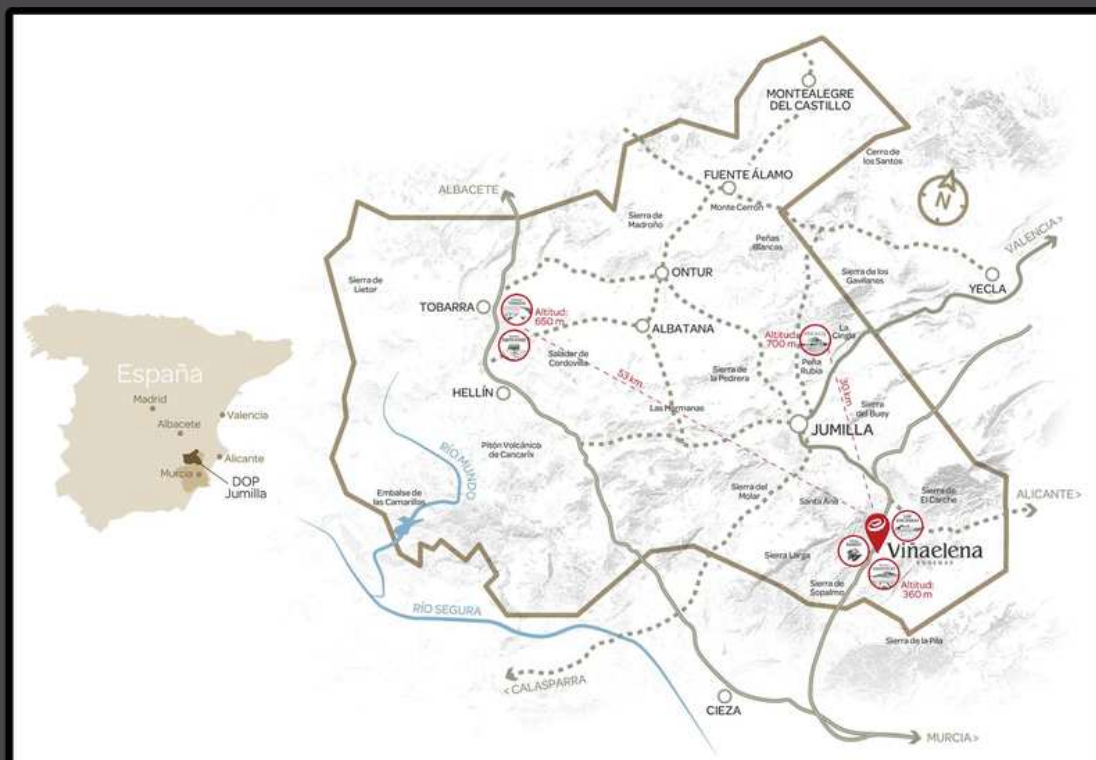 MONTEALEGRE
DEL CASTILLO
Cerro de
los Santos
FUENTE ÁLAMO
Monte Cerrón
ALBACETE
N
Sierra de
Madroño
Peñas
Blancas
VALENCIA >
Sierra de
Lietor
ONTUR
Sierra de los
Gavilanes
YECLA
TOBARRA
Altitud:
650 m
ALBATANA
Altitud:
700 m
La
Cingla
Peña
Rubia
Salader de
Cordovilla
Sierra de
la Pedrera
53 km
30 km
HELLÍN
Las Hermanas
Sierra
del Buey
JUMILLA
Pitón Volcánico
de Cancarix
RÍO MUNDO
Embalse de
las Camarillas
Sierra del
Molar
Santa Ana
Sierra de
El Carche
ALICANTE >
Viñaelena
BODEGAS
Sierra Larga
Sierra de
Sopalmo
Altitud:
360 m
RÍO SEGURA
Sierra de la Pila
< CALASPARRA
CIEZA
MURCIA >
España
Madrid
Valencia
Albacete
Alicante
Murcia
DOP
Jumilla